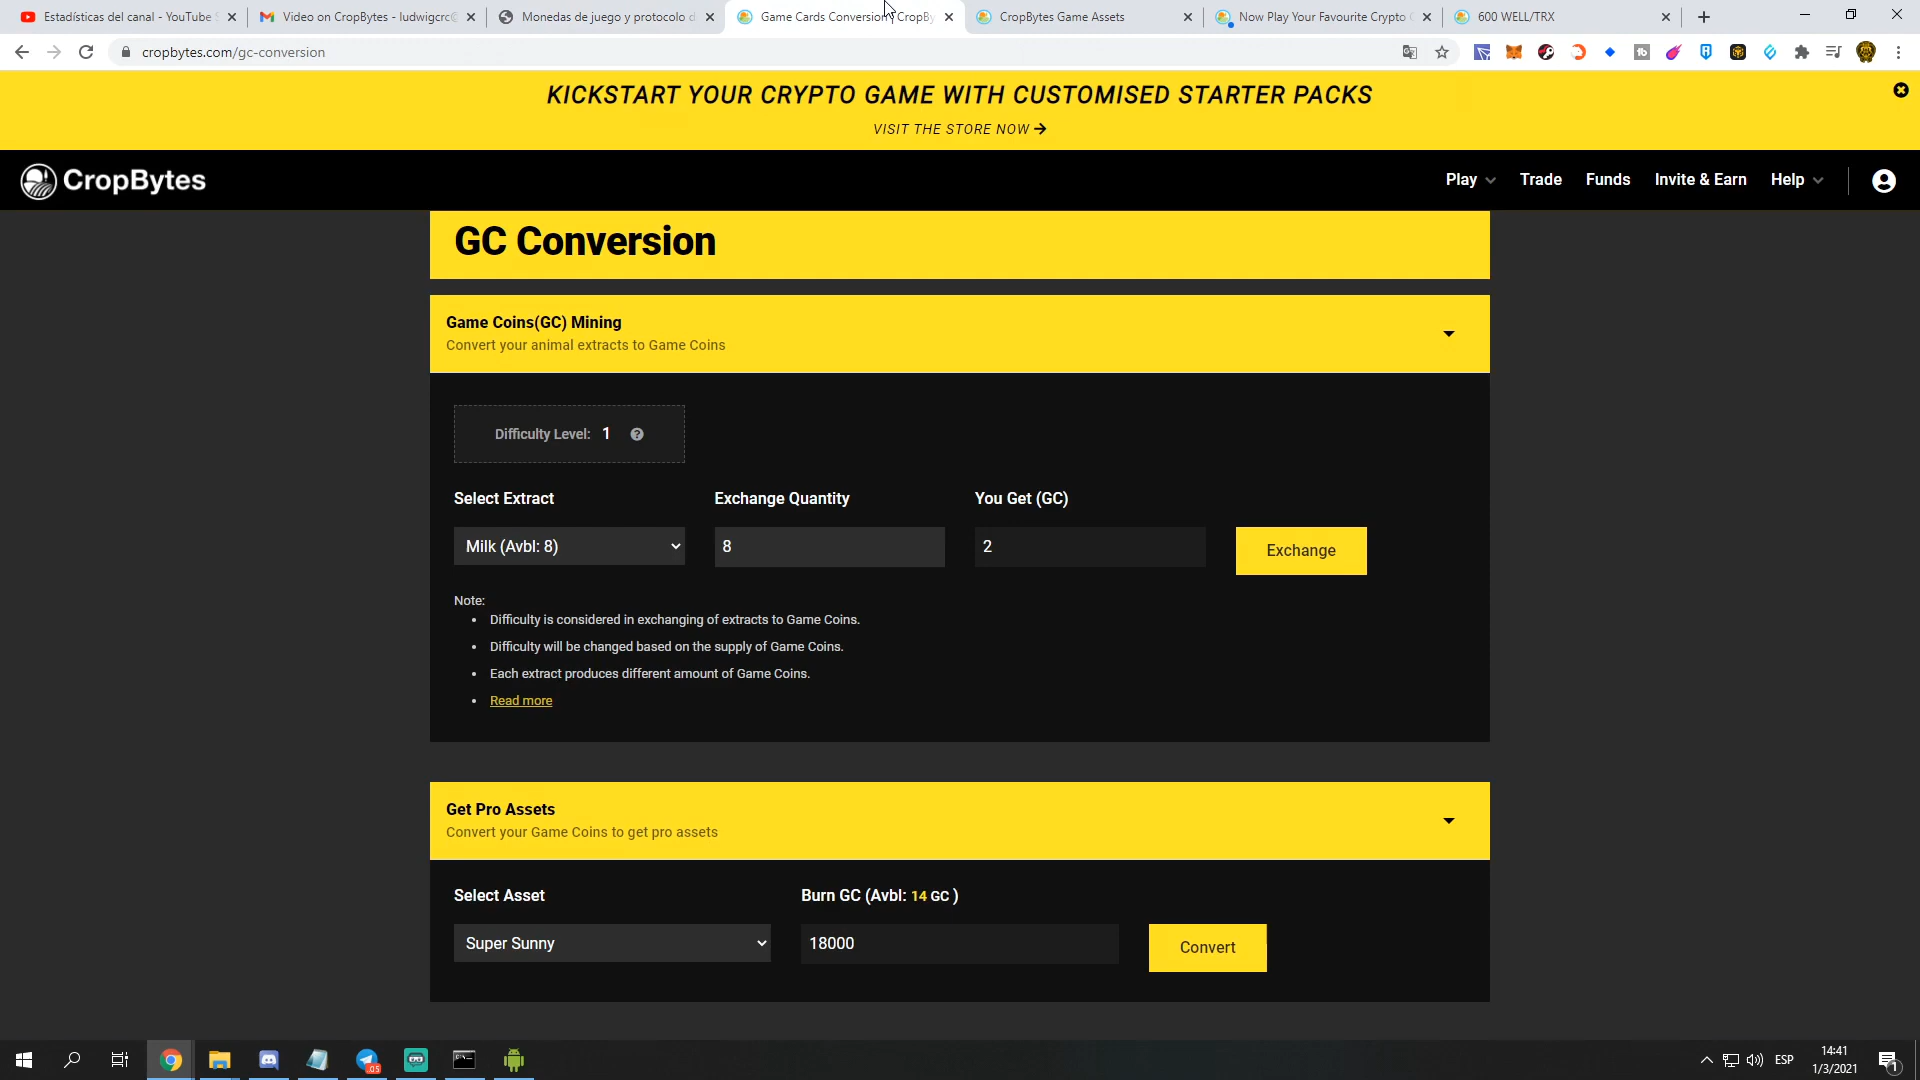 Estadísticas del canal - YouTube
Video on CropBytes - ludwigcrc@
Monedas de juego y protocolo d
Game Cards Conversion | CropBy
CropBytes Game Assets
Now Play Your Favourite Crypto
600 WELL/TRX
cropbytes.com/gc-conversion
KICKSTART YOUR CRYPTO GAME WITH CUSTOMISED STARTER PACKS
VISIT THE STORE NOW →
CropBytes
Play
Trade
Funds
Invite & Earn
Help
GC Conversion
Game Coins(GC) Mining
Convert your animal extracts to Game Coins
Difficulty Level: 1
Select Extract
Exchange Quantity
You Get (GC)
Milk (Avbl: 8)
8
2
Exchange
Note:
Difficulty is considered in exchanging of extracts to Game Coins.
Difficulty will be changed based on the supply of Game Coins.
Each extract produces different amount of Game Coins.
Read more
Get Pro Assets
Convert your Game Coins to get pro assets
Select Asset
Burn GC (Avbl: 14 GC )
Super Sunny
18000
Convert
ESP
14:41
1/3/2021
1